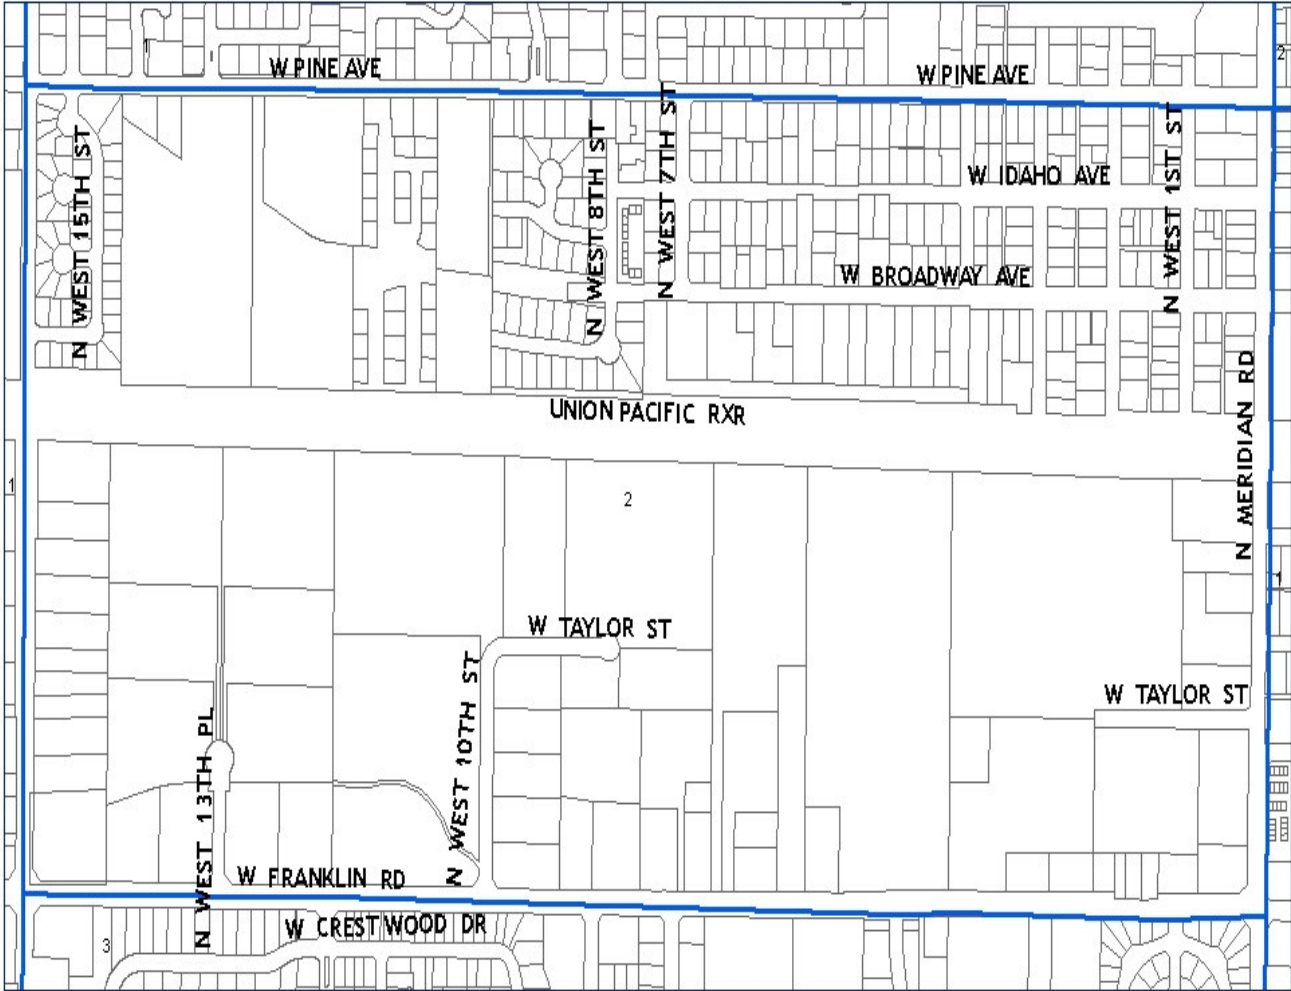 1
W PINE AVE
W PINE AVE
2
N WEST 15TH ST
N WEST 8TH ST
N WEST 7TH ST
N WEST 1ST ST
W IDAHO AVE
W BROADWAY AVE
UNION PACIFIC RXR
N MERIDIAN RD
1
2
1
W TAYLOR ST
W TAYLOR ST
N WEST 13TH PL
N WEST 10TH ST
W FRANKLIN RD
W CRESTWOOD DR
3